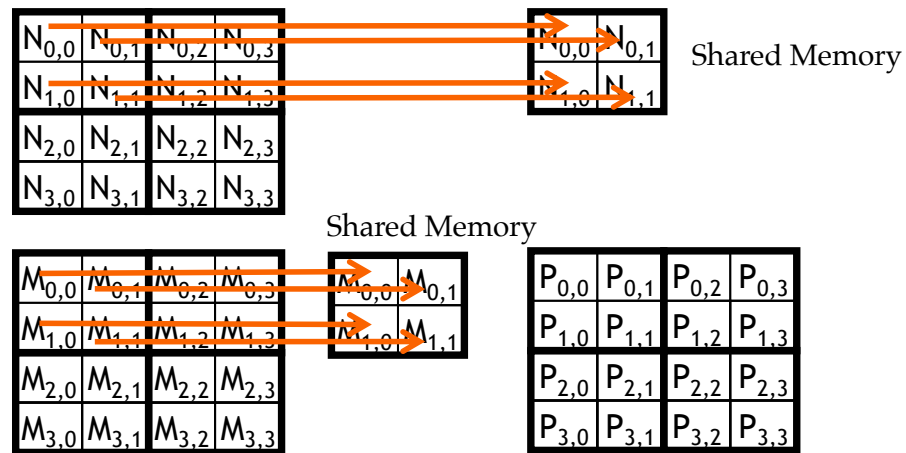 N0,0 N0,1 N0,2 N0,3
N1,0 N1,1 N1,2 N1,3
N2,0 N2,1 N2,2 N2,3
N3,0 N3,1 N3,2 N3,3
N0,0 N0,1
N1,0 N1,1
Shared Memory
Shared Memory
M0,0 M0,1 M0,2 M0,3
M1,0 M1,1 M1,2 M1,3
M2,0 M2,1 M2,2 M2,3
M3,0 M3,1 M3,2 M3,3
M0,0 M0,1
M1,0 M1,1
P0,0 P0,1 P0,2 P0,3
P1,0 P1,1 P1,2 P1,3
P2,0 P2,1 P2,2 P2,3
P3,0 P3,1 P3,2 P3,3